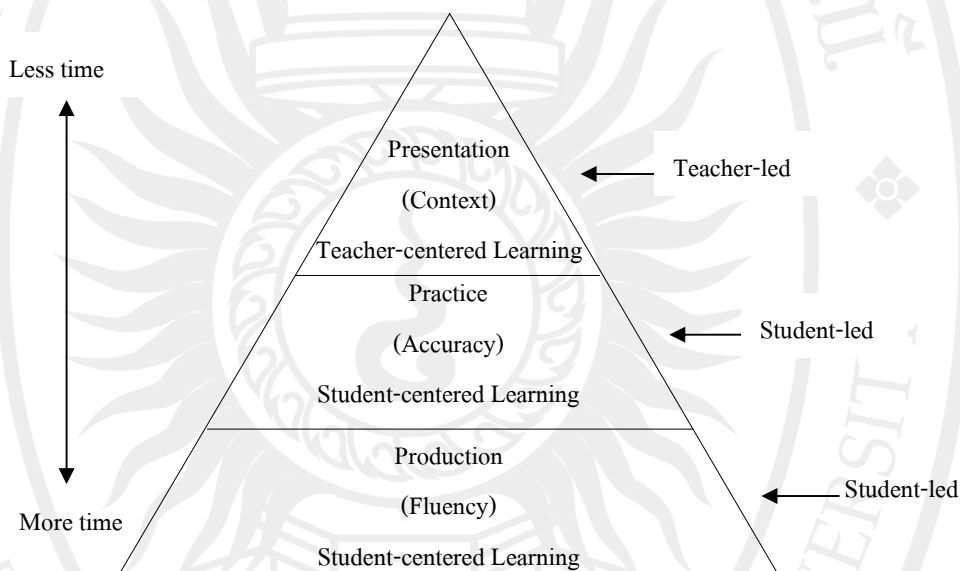 Less time
Presentation
Teacher-led
(Context)
Teacher-centered Learning
Practice
Student-led
(Accuracy)
Student-centered Learning
Production
Student-led
(Fluency)
More time
Student-centered Learning